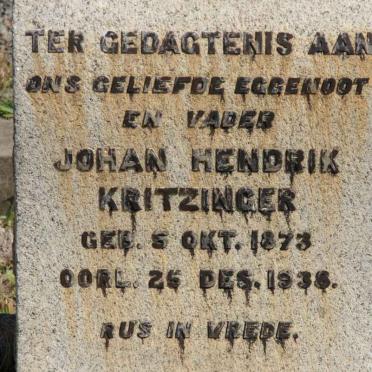 TER GEDAGTENIS AAN
ONS GELIEFDE EGGENOOT
EN VADER
JOHAN HENDRIK
KRITZINGER
GEB. 5 OKT. 1873
OORL. 25 DES. 1936.
RUS IN VREDE.